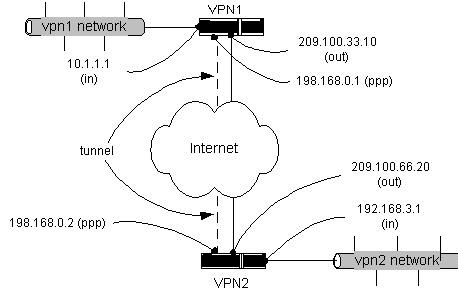 VPN1
vpn1 network
209.100.33.10
(out)
10.1.1.1
(in)
198.168.0.1 (ppp)
tunnel
Internet
209.100.66.20
(out)
198.168.0.2 (ppp)
192.168.3.1
(in)
vpn2 network
VPN2